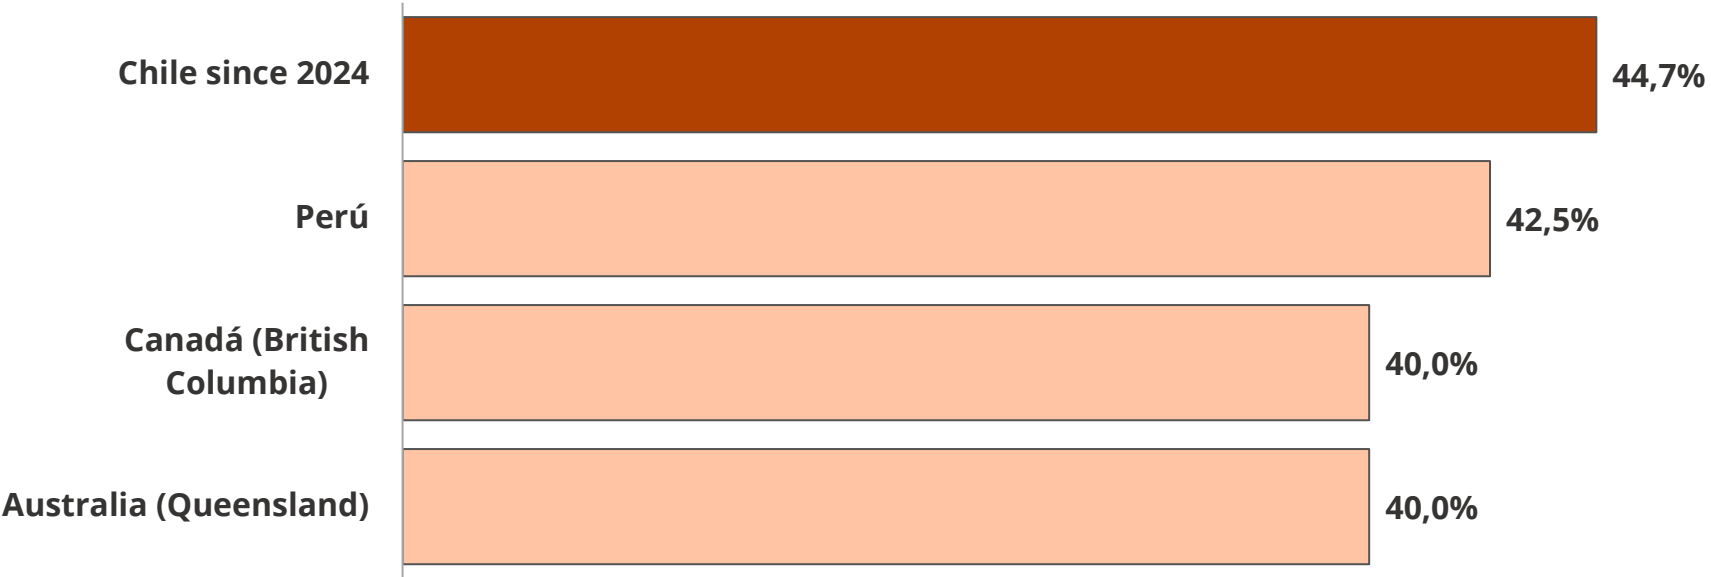 Chile since 2024
44,7%
Perú
42,5%
Canadá (British
Columbia)
40,0%
Australia (Queensland)
40,0%